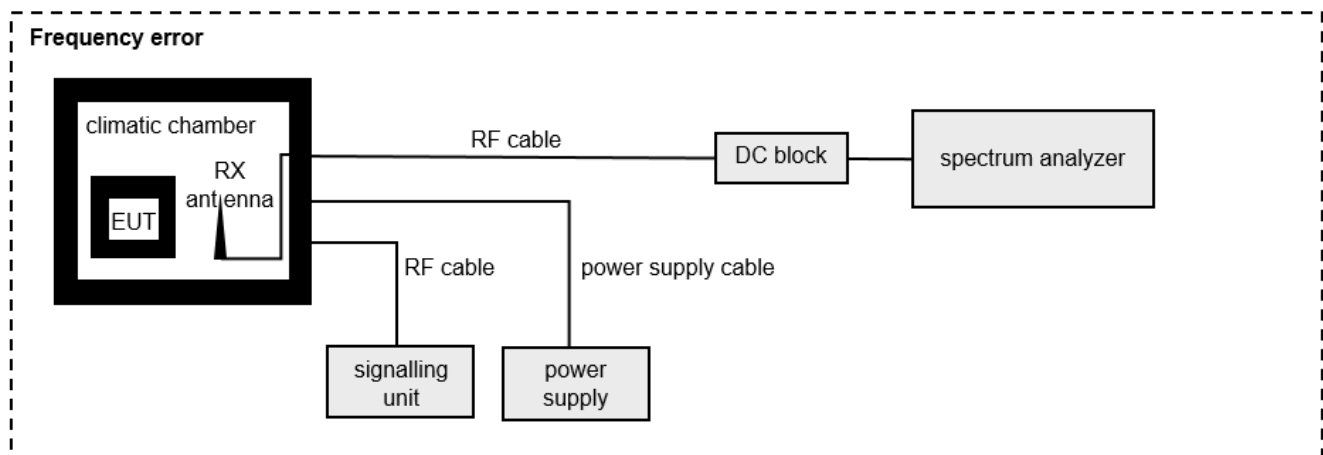 Frequency error
climatic chamber
RX
antenna
EUT
RF cable
DC block
spectrum analyzer
RF cable
power supply cable
signalling
unit
power
supply